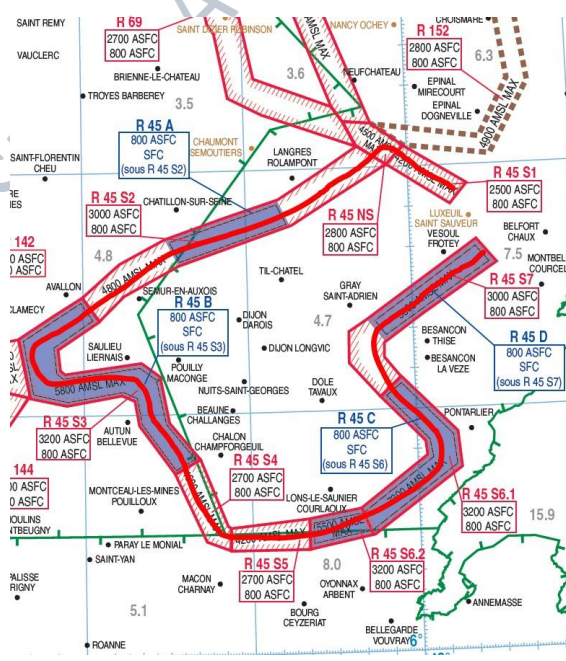 SAINT REMY
VAUCLERC
R 69
2700 ASFC
800 ASFC
SAINT DIZIER ROBINSON
BRIENNE-LE-CHATEAU
TROYES BARBEREY
3.5
3.6
AMSL MAX
NANCY OCHEY
NEUFCHATEAU
CROISMARE
R 152
2800 ASFC
800 ASFC
6.3
EPINAL
MIRECOURT
EPINAL
DOGNEVILLE
4900 AMSL MAX
R 45 A
800 ASFC
SFC
(sous R 45 S2)
CHAUMONT
SEMOUTIERS
LANGRES
ROLAMPONT
SAINT-FLORENTIN
CHEU
R 45 S2
3000 ASFC
800 ASFC
CHATILLON-SUR-SEINE
R 45 NS
2800 ASFC
800 ASFC
R 45 S1
2500 ASFC
800 ASFC
LUXEUIL
SAINT SAUVEUR
VESOUL
FROTEY
BELFORT
CHAUX
7.5
MONTBEL
COURCEL
142
4.8
4800 AMSL MAX
AVALLON
CLAMECY
SEMUR-EN-AUXOIS
TIL-CHATEL
GRAY
SAINT-ADRIEN
R 45 S7
3000 ASFC
800 ASFC
R 45 B
800 ASFC
SFC
(sous R 45 S3)
DIJON
DAROIS
4.7
DIJON LONGVIC
BESANCON
THISE
BESANCON
LA VEZE
R 45 D
800 ASFC
SFC
(sous R 45 S7)
SAULIEU
LIERNAIS
POUILLY
MACONGE
5800 AMSL MAX
NUITS-SAINT-GEORGES
DOLE
TAVAUX
R 45 C
800 ASFC
SFC
(sous R 45 S6)
PONTARLIER
R 45 S3
3200 ASFC
800 ASFC
AUTUN
BELLEVUE
BEAUNE
CHALLANGES
CHALON
CHAMPFORGEUIL
R 45 S4
2700 ASFC
800 ASFC
144
MOULINS
MONTCEAU-LES-MINES
POUILLOUX
LONS-LE-SAUNIER
COURLAOUX
R 45 S6.1
3200 ASFC
800 ASFC
15.9
PARAY LE MONIAL
SAINT-YAN
4200 AMSL MAX
5500 AMSL
MAX
R 45 S5
2700 ASFC
800 ASFC
8.0
R 45 S6.2
3200 ASFC
800 ASFC
MACON
CHARNAY
5.1
BOURG
CEYZERIAT
OYONNAX
ARBENT
ANNEMASSE
BELLEGARDE
VOUVRAY
6°
ROANNE